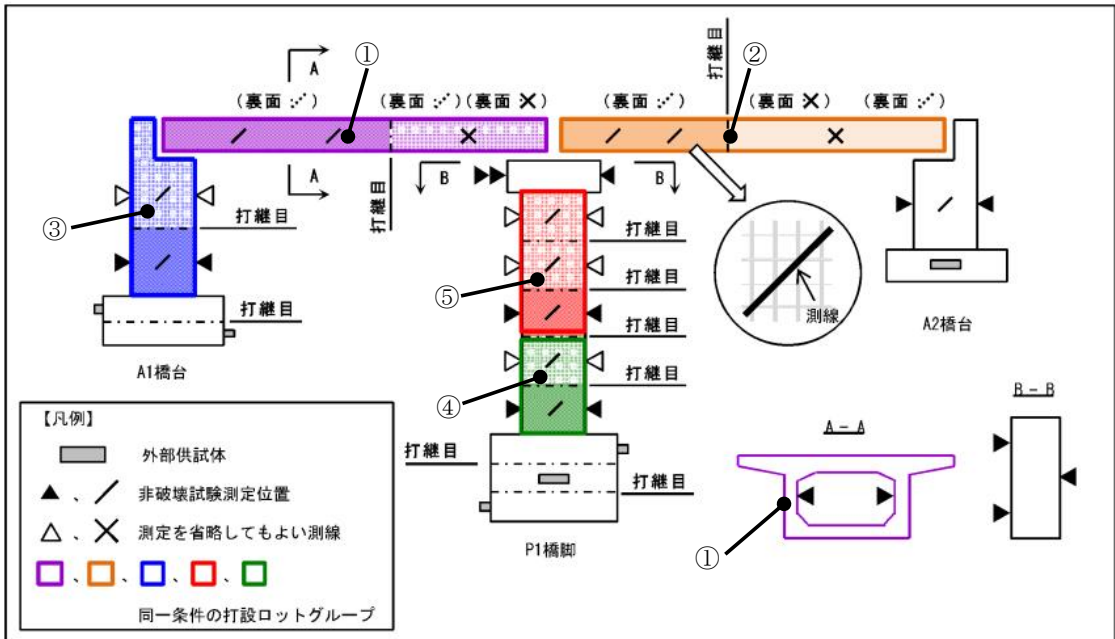 ①
②
打継目
A
(裏面 ⋰)
(裏面 ⋰)(裏面 ×)
(裏面 ⋰)
(裏面 ×)
(裏面 ⋰)
A
打継目
B
B
③
打継目
打継目
打継目
⑤
打継目
測線
A2橋台
打継目
A1橋台
打継目
④
【凡例】
外部供試体
▲、/ 非破壊試験測定位置
△、× 測定を省略してもよい測線
、 、 、 、
同一条件の打設ロットグループ
打継目
打継目
P1橋脚
A-A
①
B-B